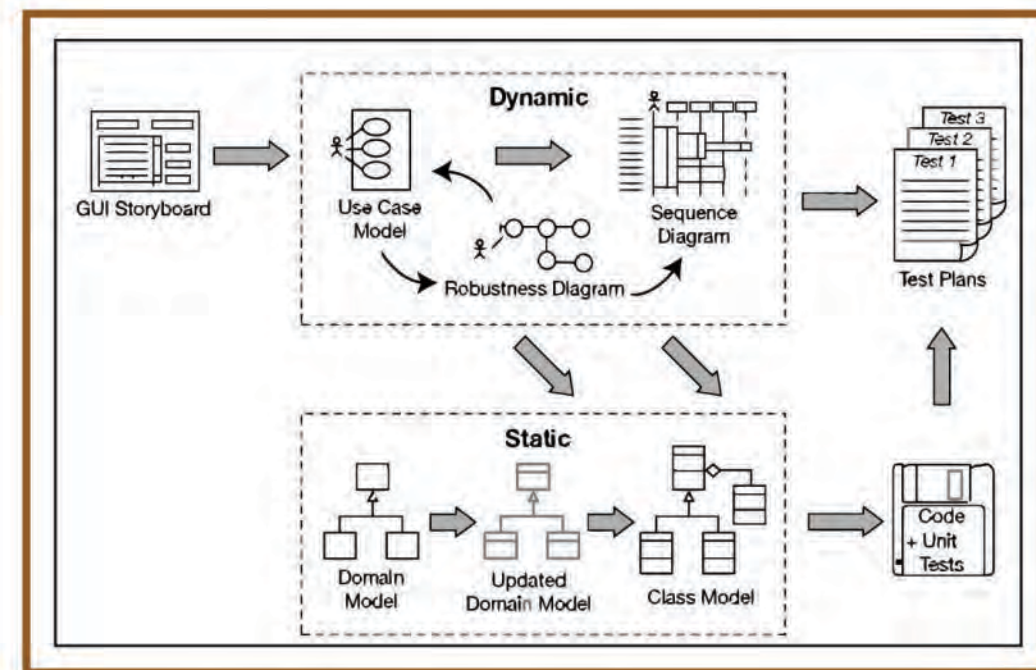 Dynamic
GUI Storyboard
Use Case
Model
Robustness Diagram
Sequence
Diagram
Test 3
Test 2
Test 1
Test Plans
Static
Domain
Model
Updated
Domain Model
Class Model
Code
+ Unit
Tests